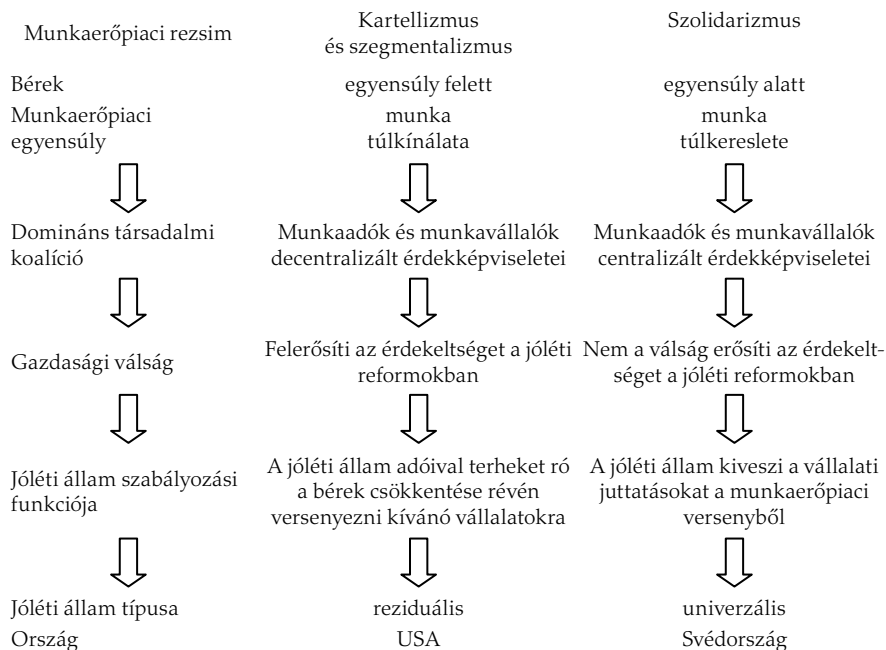 Munkaerőpiaci rezsim
Kartellizmus
és szegmentalizmus
Szolidarizmus
Bérek
egyensúly felett
egyensúly alatt
Munkaerőpiaci
egyensúly
munka
túlkínálata
munka
túlkereslete
Domináns társadalmi
koalíció
Munkaadók és munkavállalók
decentralizált érdekképviseletei
Munkaadók és munkavállalók
centralizált érdekképviseletei
Gazdasági válság
Felerősíti az érdekeltséget a jóléti
reformokban
Nem a válság erősíti az érdekelt-
séget a jóléti reformokban
Jóléti állam szabályozási
funkciója
A jóléti állam adóival terheket ró
a bérek csökkentése révén
versenyezni kívánó vállalatokra
A jóléti állam kiveszi a vállalati
juttatásokat a munkaerőpiaci
versenyből
Jóléti állam típusa
reziduális
univerzális
Ország
USA
Svédország